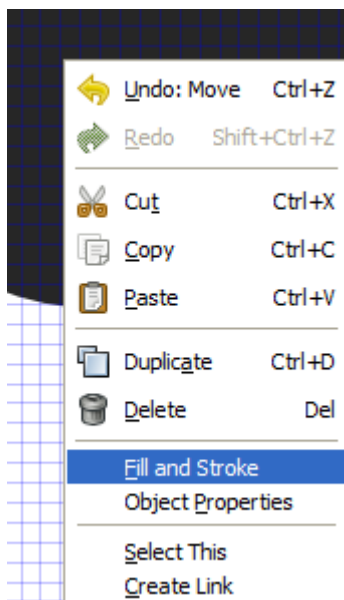 Undo: Move Ctrl+Z
Redo Shift+Ctrl+Z
Cut Ctrl+X
Copy Ctrl+C
Paste Ctrl+V
Duplicate Ctrl+D
Delete Del
Fill and Stroke
Object Properties
Select This
Create Link